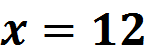 x = 12